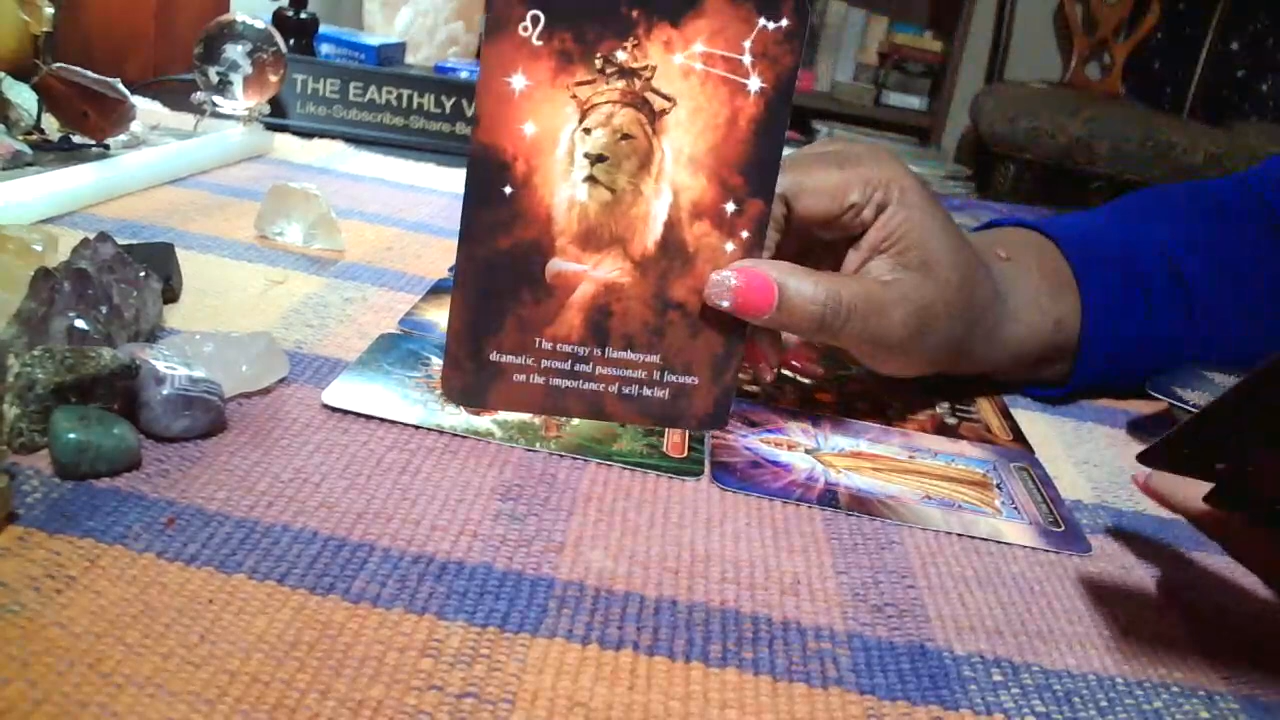 THE EARTHLY
Like-Subscribe-Share-
The energy is flamboyant,
dramatic, proud and passionate. It focuses
on the importance of self-belief